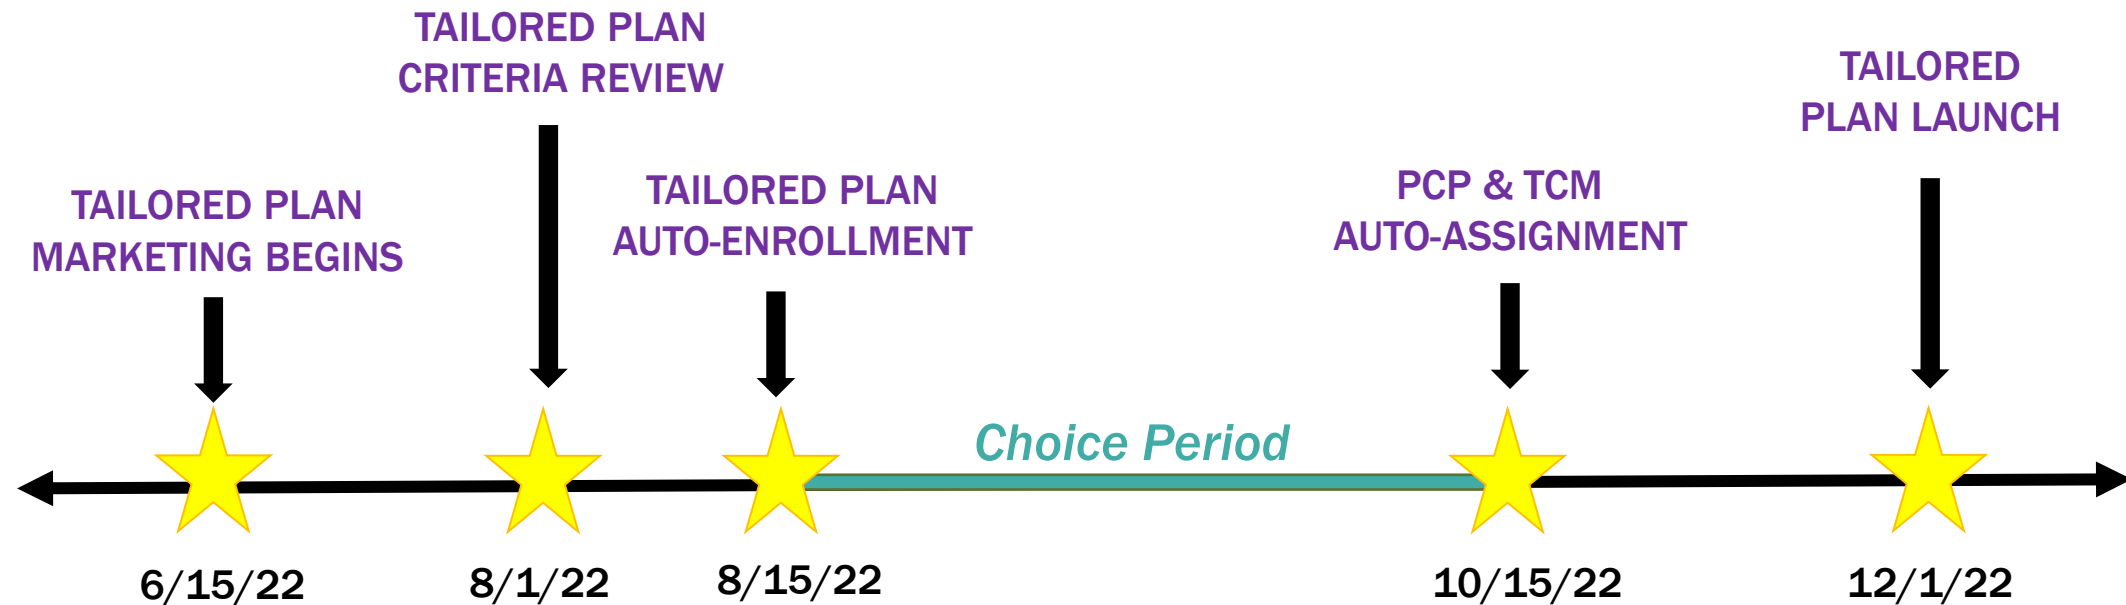 TAILORED PLAN
MARKETING BEGINS
TAILORED PLAN
CRITERIA REVIEW
TAILORED PLAN
AUTO-ENROLLMENT
PCP & TCM
AUTO-ASSIGNMENT
TAILORED
PLAN LAUNCH
Choice Period
6/15/22
8/1/22
8/15/22
10/15/22
12/1/22